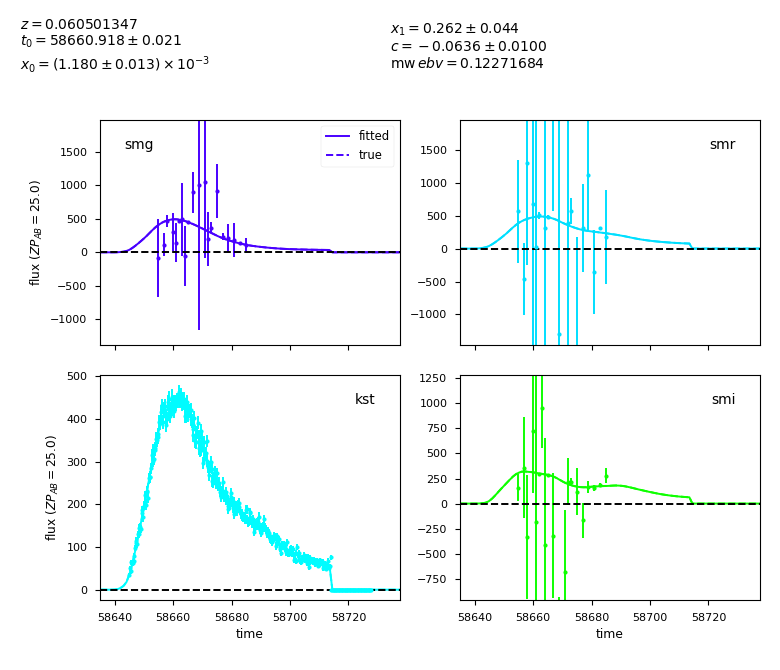 z = 0.060501347
t₀ = 58660.918 ± 0.021
x₀ = (1.180 ± 0.013) × 10⁻³
x₁ = 0.262 ± 0.044
c = −0.0636 ± 0.0100
mw ebv = 0.12271684
smg
fitted
true
1500
1000
500
0
−500
−1000
flux (ZP_AB = 25.0)
smr
1500
1000
500
0
−500
−1000
kst
500
400
300
200
100
0
flux (ZP_AB = 25.0)
58640 58660 58680 58700 58720
time
smi
1250
1000
750
500
250
0
−250
−500
−750
58640 58660 58680 58700 58720
time